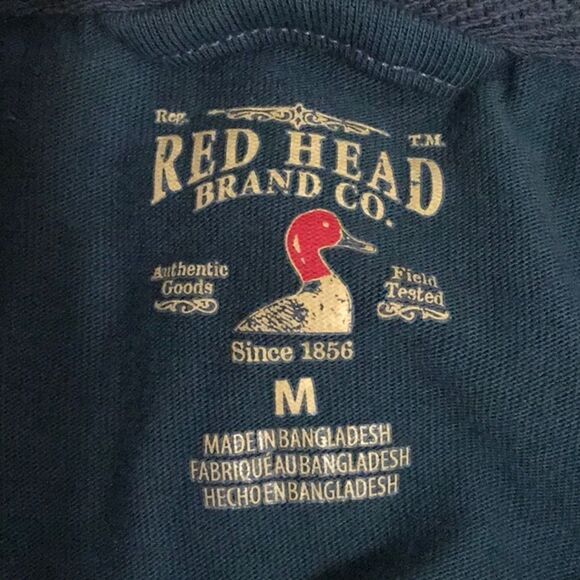 Reg. T.M.
RED HEAD
BRAND CO.
Authentic Goods
Field Tested
Since 1856
M
MADE IN BANGLADESH
FABRIQUÉ AU BANGLADESH
HECHO EN BANGLADESH